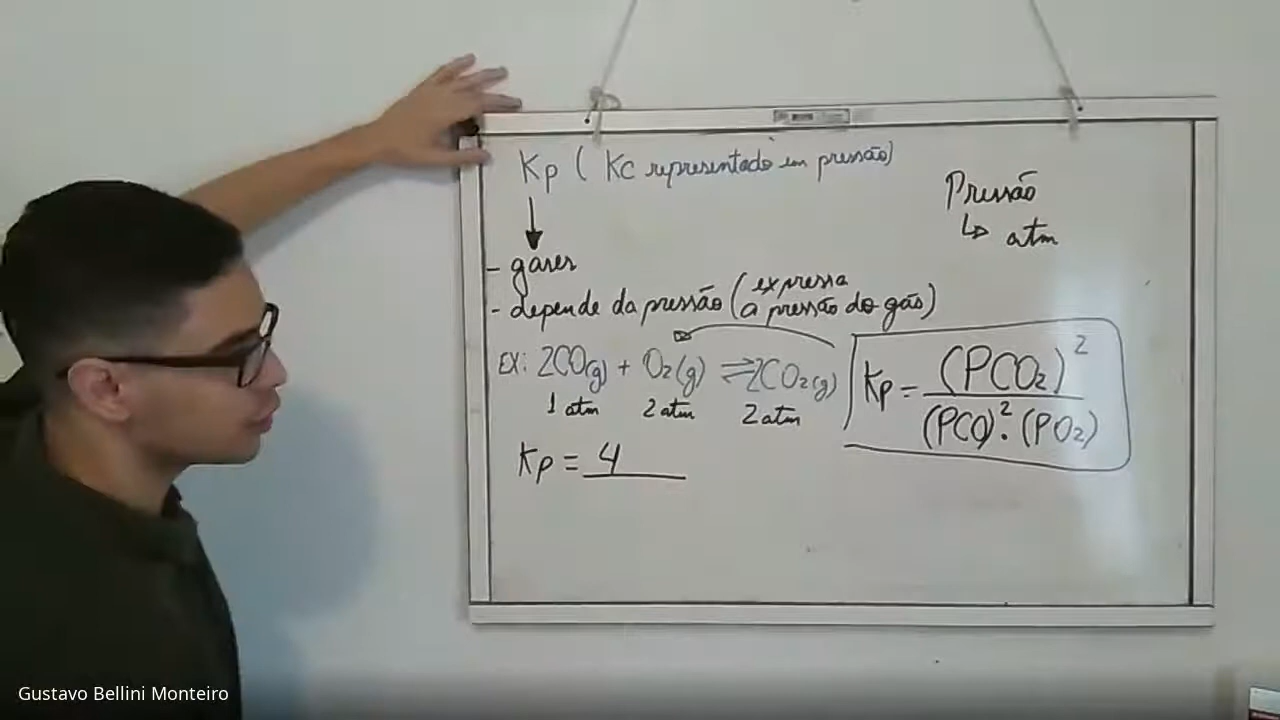 Kp ( Kc representado em pressão)
Pressão
↳ atm
- gases
- depende da pressão (expressa
a pressão do gás)
EX: 2CO(g) + O₂(g) ⇌ 2CO₂(g)
1 atm 2 atm 2 atm
Kp = (PCO₂)²
(PCO)² . (PO₂)
Kp = 4
Gustavo Bellini Monteiro